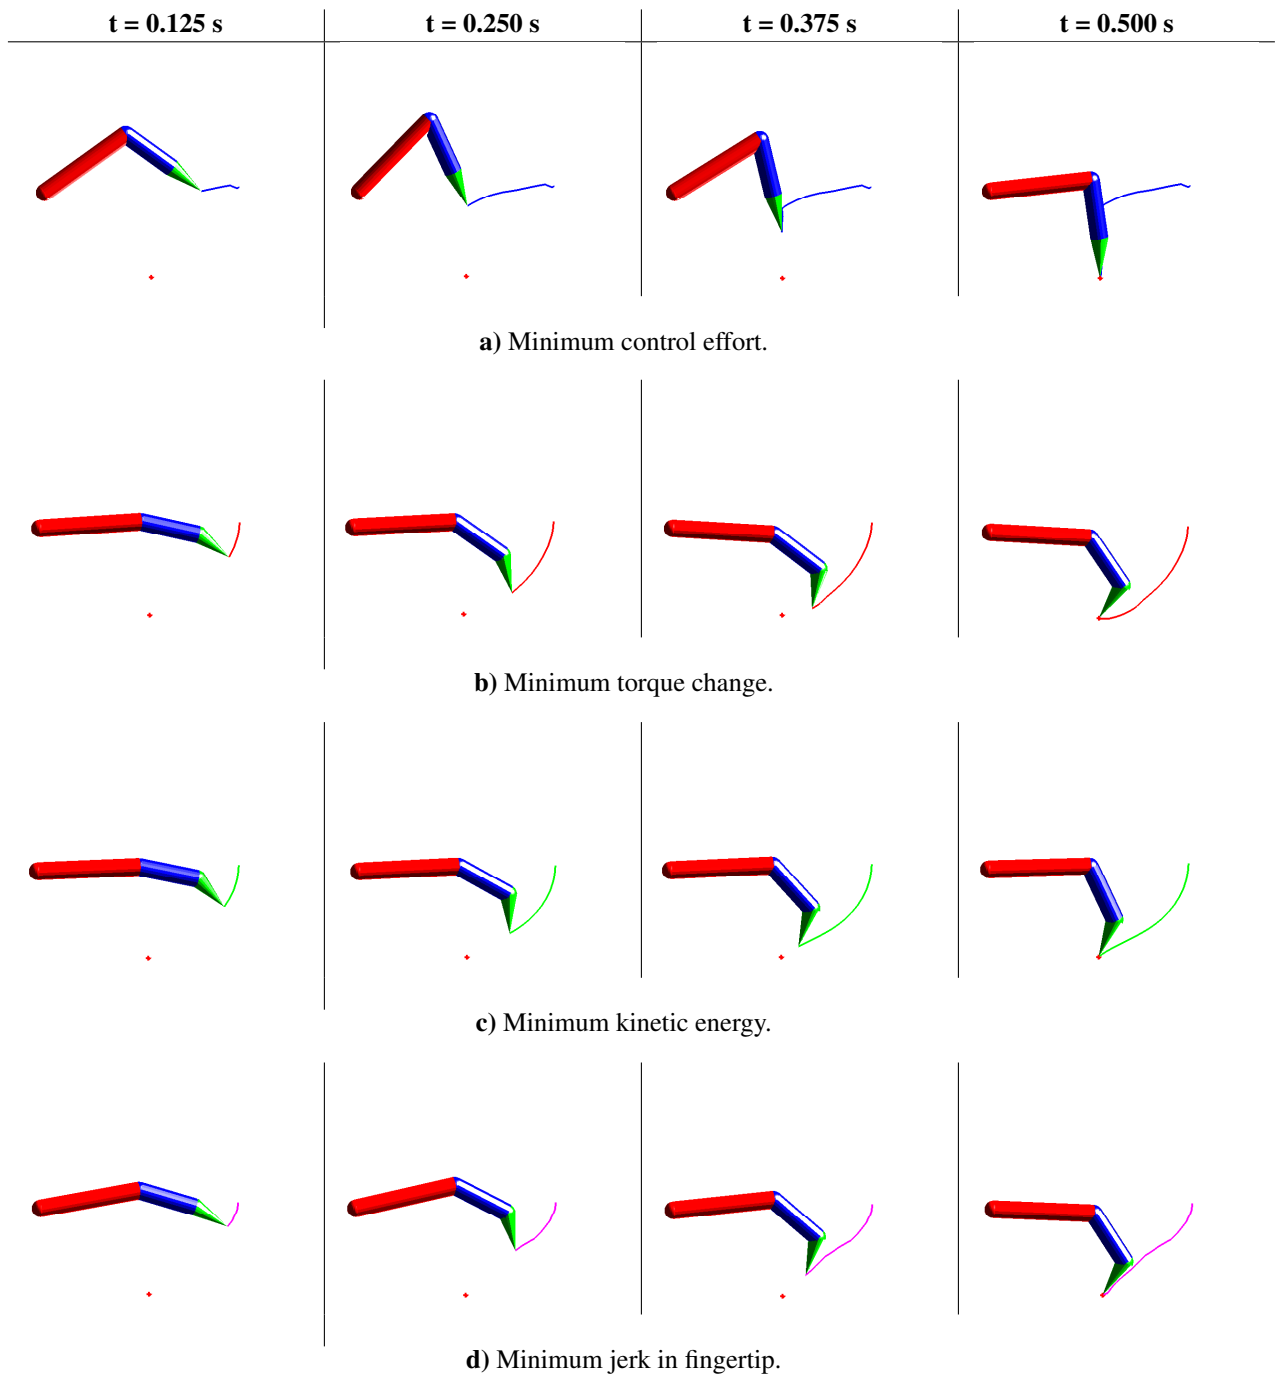 t = 0.125 s t = 0.250 s t = 0.375 s t = 0.500 s
a) Minimum control effort.
b) Minimum torque change.
c) Minimum kinetic energy.
d) Minimum jerk in fingertip.